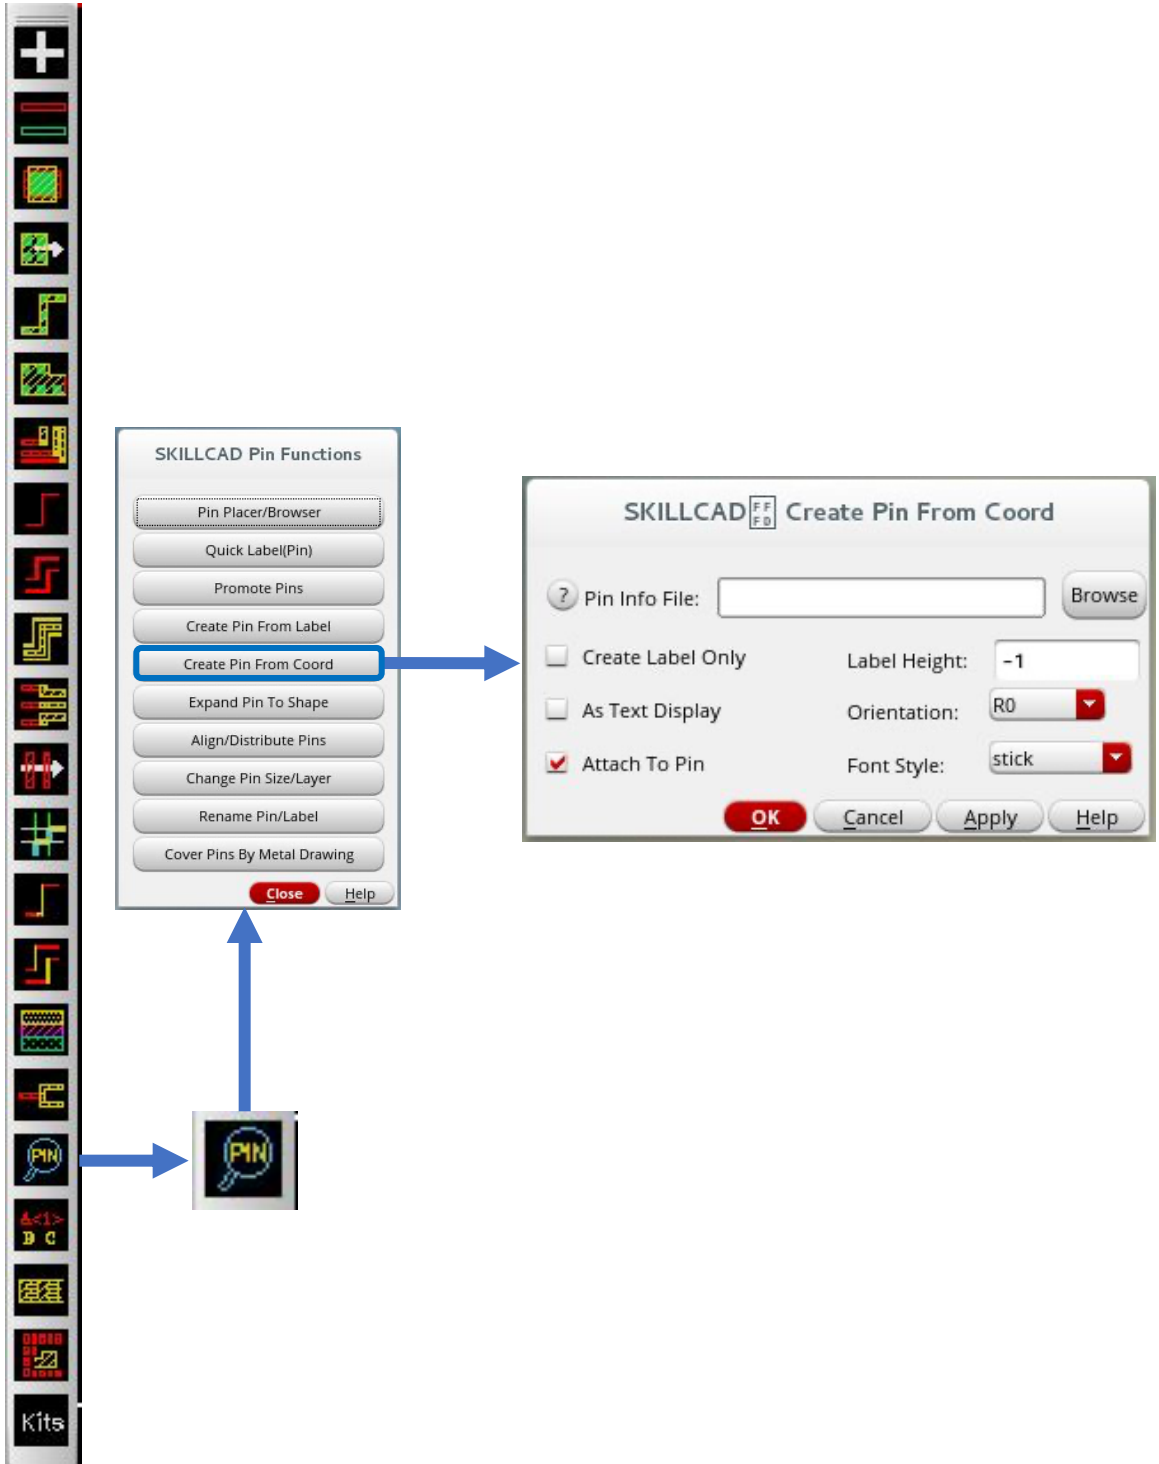 SKILLCAD Pin Functions
Pin Placer/Browser
Quick Label(Pin)
Promote Pins
Create Pin From Label
Create Pin From Coord
Expand Pin To Shape
Align/Distribute Pins
Change Pin Size/Layer
Rename Pin/Label
Cover Pins By Metal Drawing
Close Help
SKILLCAD Create Pin From Coord
? Pin Info File: Browse
Create Label Only Label Height: -1
As Text Display Orientation: R0
Attach To Pin Font Style: stick
OK Cancel Apply Help
PIN
PIN
A<1>
B C
Kits